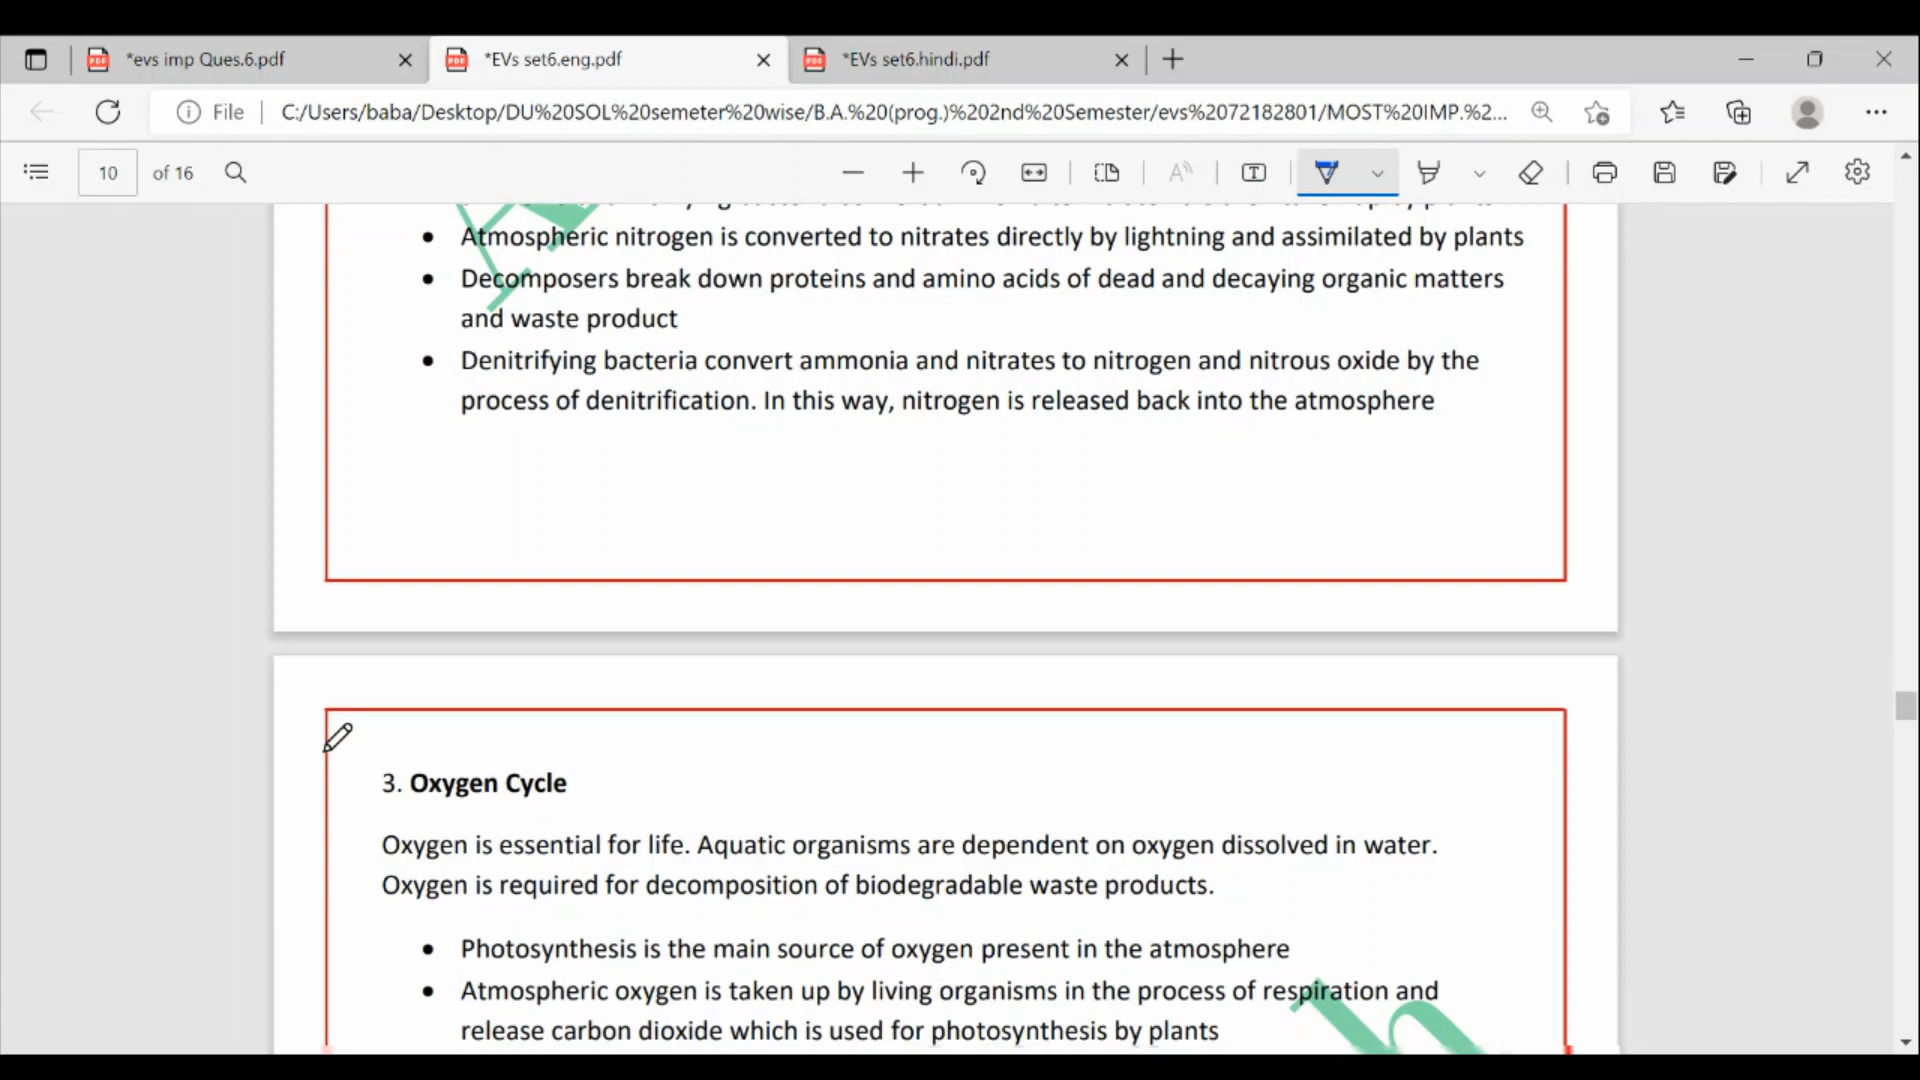 *evs imp Ques.6.pdf
*EVs set6.eng.pdf
*EVs set6.hindi.pdf
File
C:/Users/baba/Desktop/DU%20SOL%20semeter%20wise/B.A.%20(prog.)%202nd%20Semester/evs%2072182801/MOST%20IMP.%2...
10 of 16
• Atmospheric nitrogen is converted to nitrates directly by lightning and assimilated by plants
• Decomposers break down proteins and amino acids of dead and decaying organic matters
and waste product
• Denitrifying bacteria convert ammonia and nitrates to nitrogen and nitrous oxide by the
process of denitrification. In this way, nitrogen is released back into the atmosphere
3. Oxygen Cycle
Oxygen is essential for life. Aquatic organisms are dependent on oxygen dissolved in water.
Oxygen is required for decomposition of biodegradable waste products.
• Photosynthesis is the main source of oxygen present in the atmosphere
• Atmospheric oxygen is taken up by living organisms in the process of respiration and
release carbon dioxide which is used for photosynthesis by plants